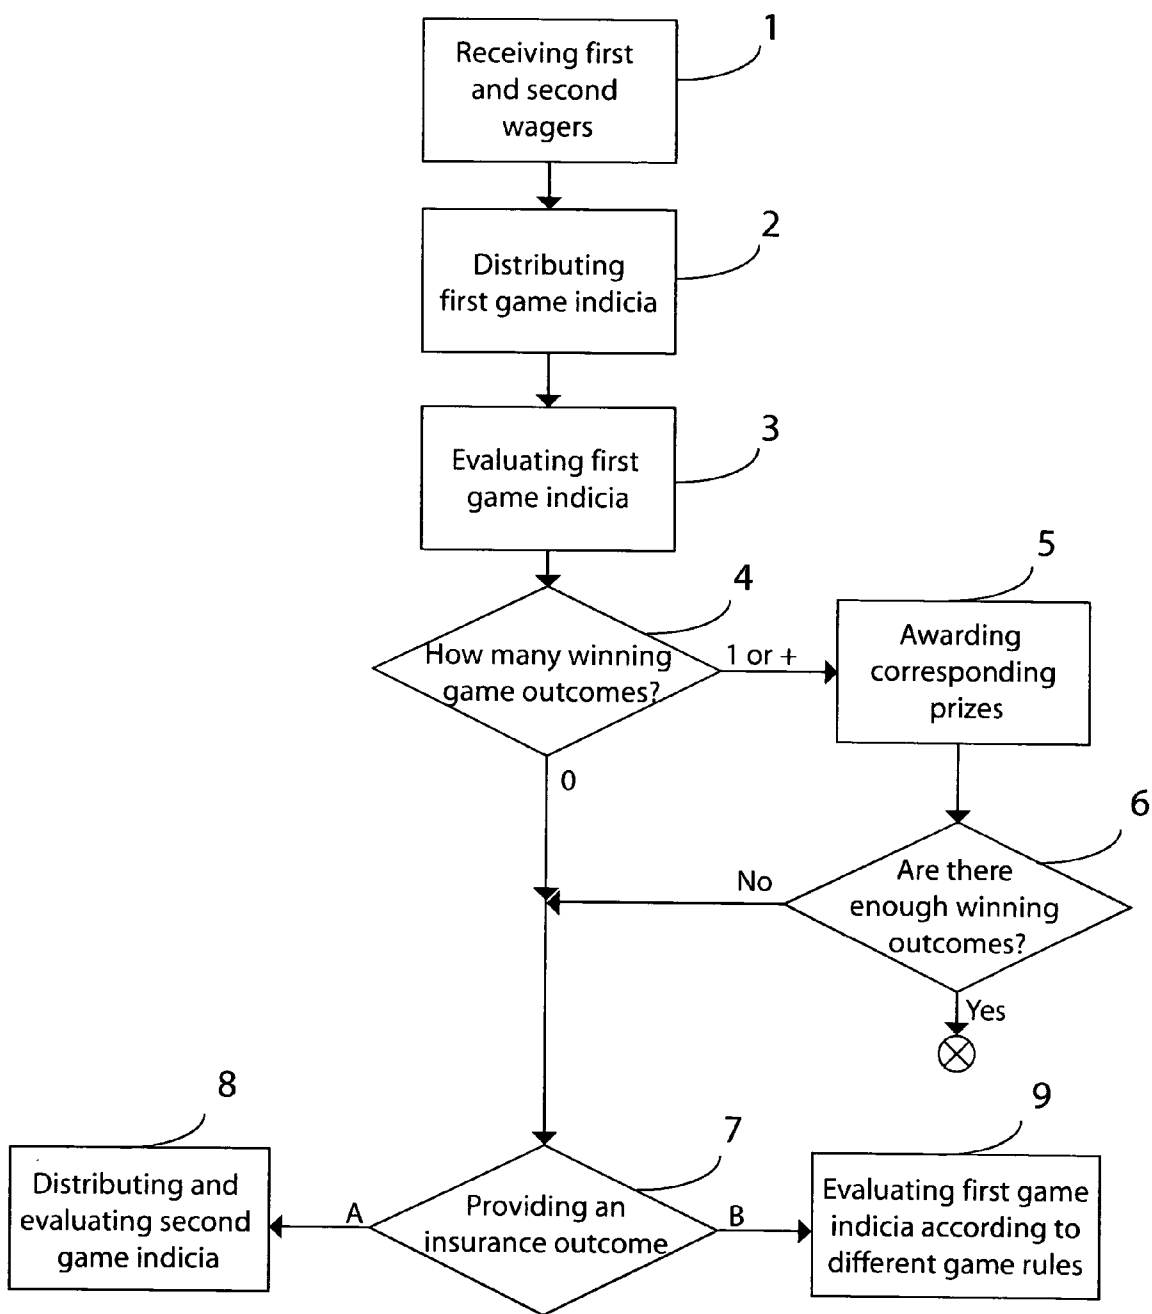 1
Receiving first
and second
wagers
2
Distributing
first game indicia
3
Evaluating first
game indicia
4
How many winning
game outcomes?
1 or +
5
Awarding
corresponding
prizes
0
6
Are there
enough winning
outcomes?
No
Yes
7
Providing an
insurance outcome
A
B
8
Distributing and
evaluating second
game indicia
9
Evaluating first game
indicia according to
different game rules